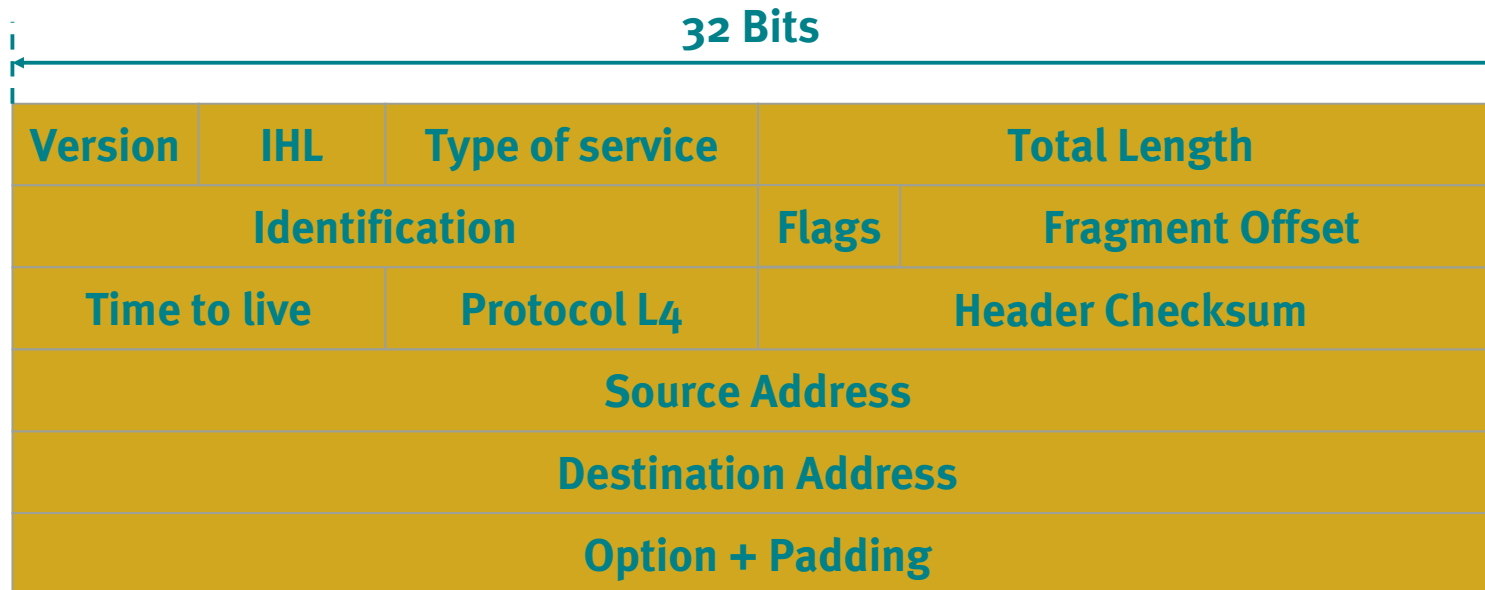 32 Bits
Version IHL Type of service Total Length
Identification Flags Fragment Offset
Time to live Protocol L4 Header Checksum
Source Address
Destination Address
Option + Padding